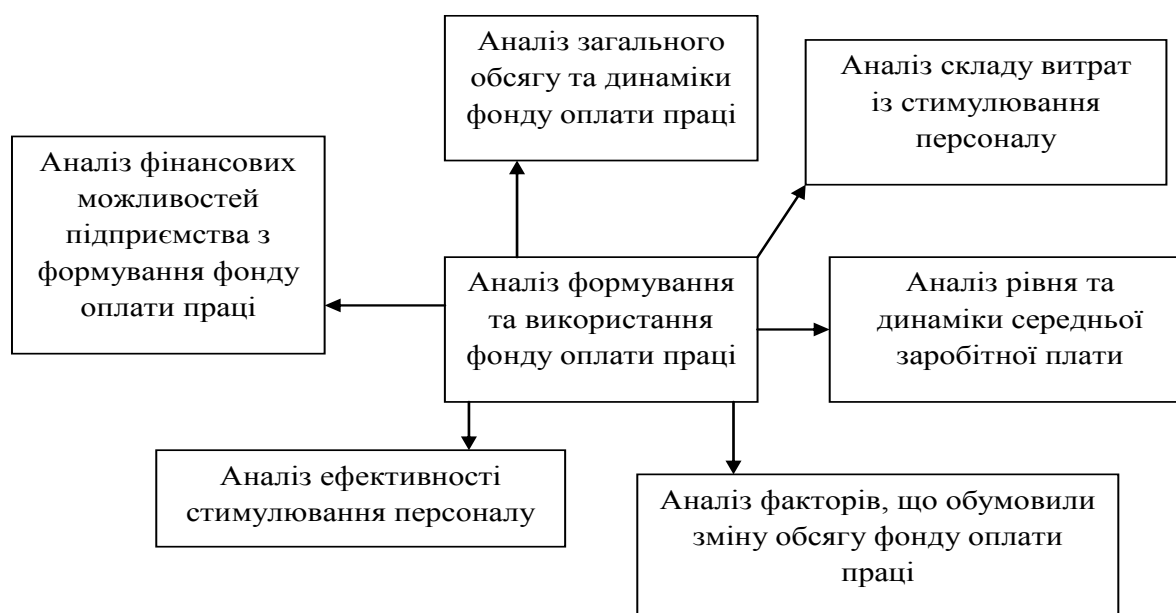 Аналіз загального
обсягу та динаміки
фонду оплати праці
Аналіз складу витрат
із стимулювання
персоналу
Аналіз фінансових
можливостей
підприємства з
формування фонду
оплати праці
Аналіз формування
та використання
фонду оплати праці
Аналіз рівня та
динаміки середньої
заробітної плати
Аналіз ефективності
стимулювання персоналу
Аналіз факторів, що обумовили
зміну обсягу фонду оплати
праці